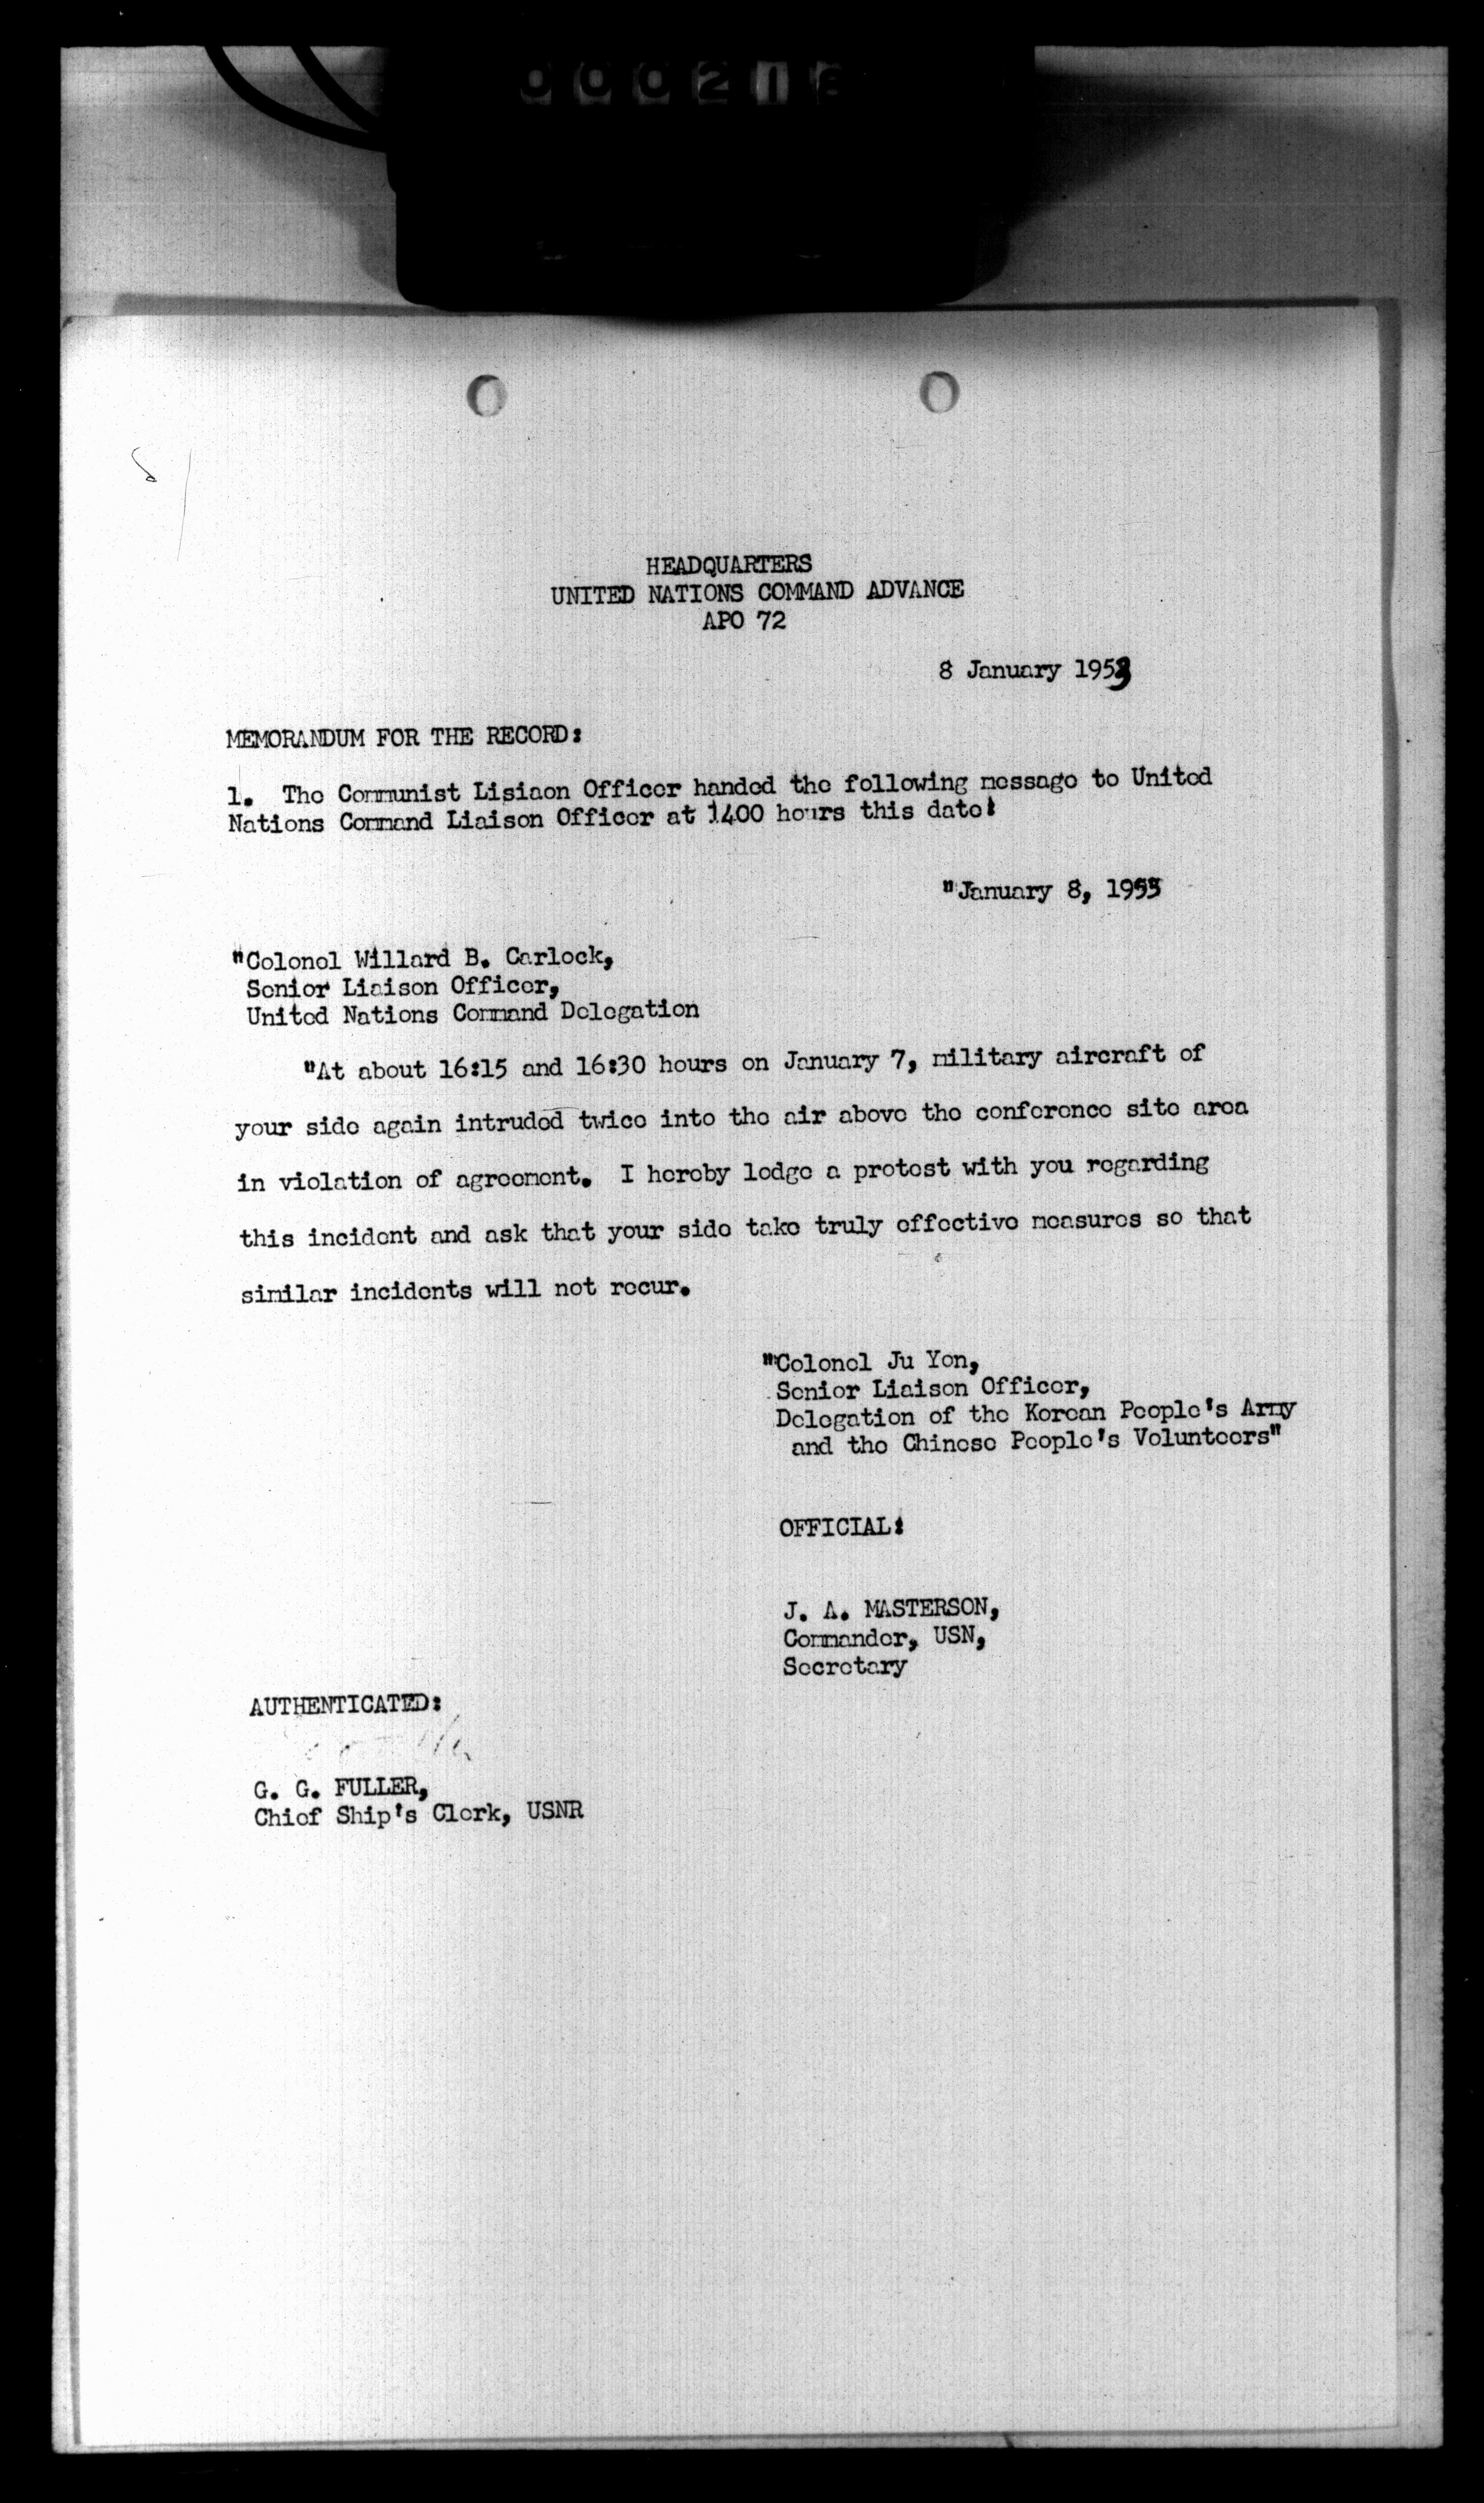 HEADQUARTERS
UNITED NATIONS COMMAND ADVANCE
APO 72
8 January 1953
MEMORANDUM FOR THE RECORD:
1. The Communist Lisiaon Officer handed the following message to United
Nations Command Liaison Officer at 1400 hours this date:
"January 8, 1953
"Colonel Willard B. Carlock,
Senior Liaison Officer,
United Nations Command Delegation
"At about 16:15 and 16:30 hours on January 7, military aircraft of
your side again intruded twice into the air above the conference site area
in violation of agreement. I hereby lodge a protest with you regarding
this incident and ask that your side take truly effective measures so that
similar incidents will not recur.
"Colonel Ju Yon,
Senior Liaison Officer,
Delegation of the Korean People's Army
and the Chinese People's Volunteers"
OFFICIAL:
J. A. MASTERSON,
Commander, USN,
Secretary
AUTHENTICATED:
G. G. FULLER,
Chief Ship's Clerk, USNR